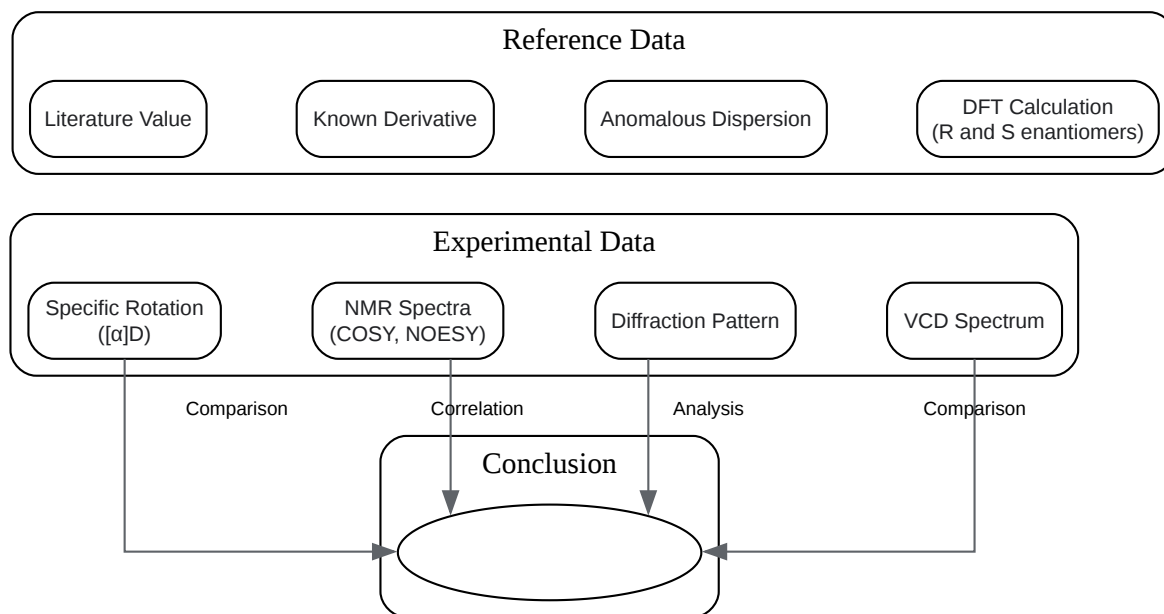 Reference Data
Literature Value
Known Derivative
Anomalous Dispersion
DFT Calculation
(R and S enantiomers)
Experimental Data
Specific Rotation
([α]D)
NMR Spectra
(COSY, NOESY)
Diffraction Pattern
VCD Spectrum
Comparison
Correlation
Analysis
Comparison
Conclusion